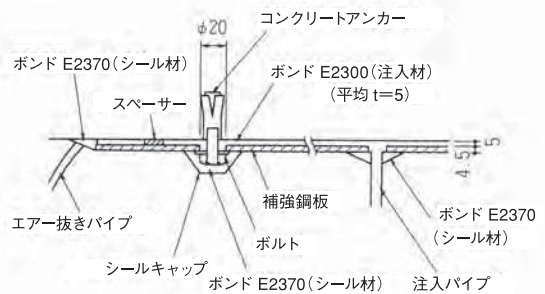 コンクリートアンカー
φ20
ボンド E2370(シール材)
ボンド E2300(注入材)
(平均 t=5)
スペーサー
5
4.5
補強鋼板
ボンド E2370
(シール材)
エアー抜きパイプ
ボルト
シールキャップ
ボンド E2370(シール材)
注入パイプ